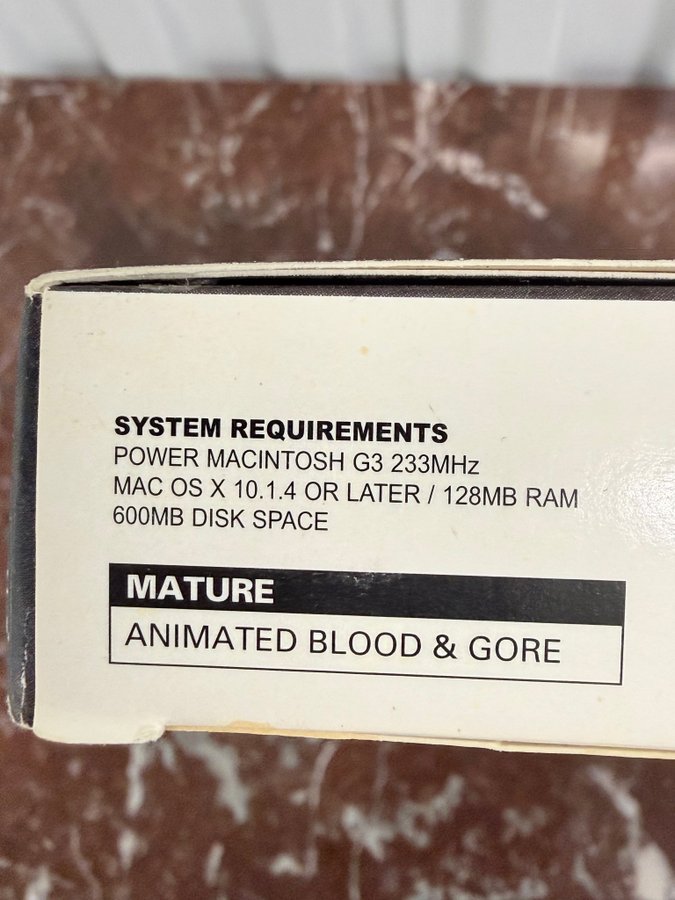 SYSTEM REQUIREMENTS
POWER MACINTOSH G3 233MHz
MAC OS X 10.1.4 OR LATER / 128MB RAM
600MB DISK SPACE
MATURE
ANIMATED BLOOD & GORE